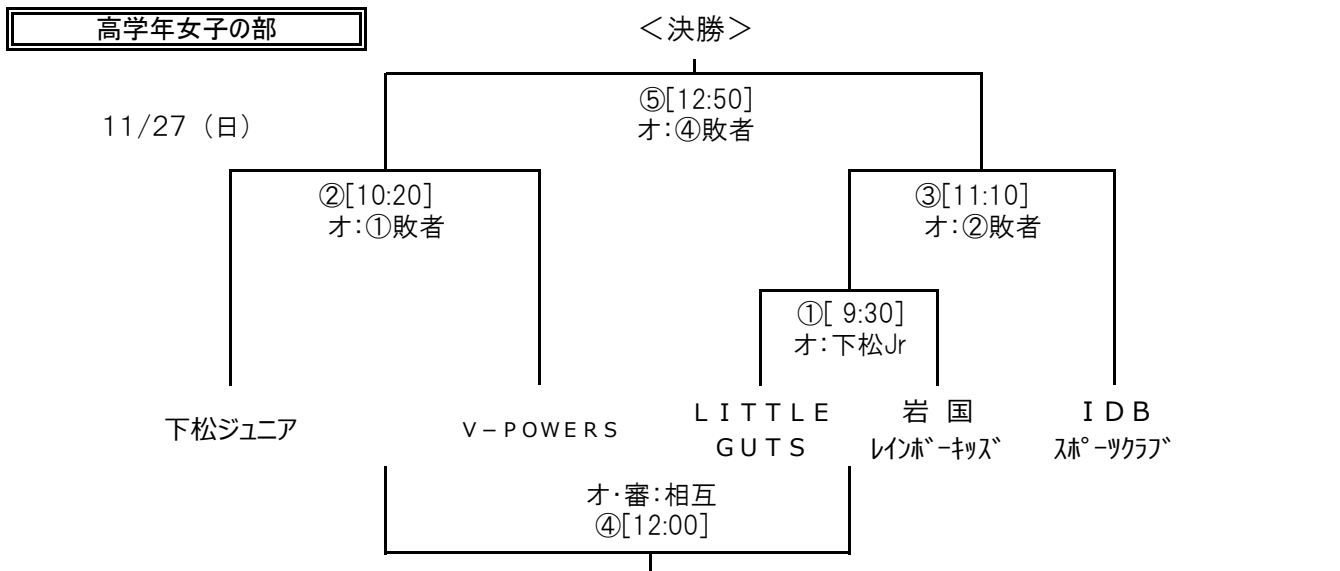 高学年女子の部
＜決勝＞
11/27（日）
⑤[12:50]
オ：④敗者
②[10:20]
オ：①敗者
③[11:10]
オ：②敗者
①[ 9:30]
オ：下松Jr
下松ジュニア
Ｖ－ＰＯＷＥＲＳ
ＬＩＴＴＬＥ
ＧＵＴＳ
岩 国
ﾚｲﾝﾎﾞｰｷｯｽﾞ
ＩＤＢ
ｽﾎﾟｰﾂｸﾗﾌﾞ
オ・審：相互
④[12:00]